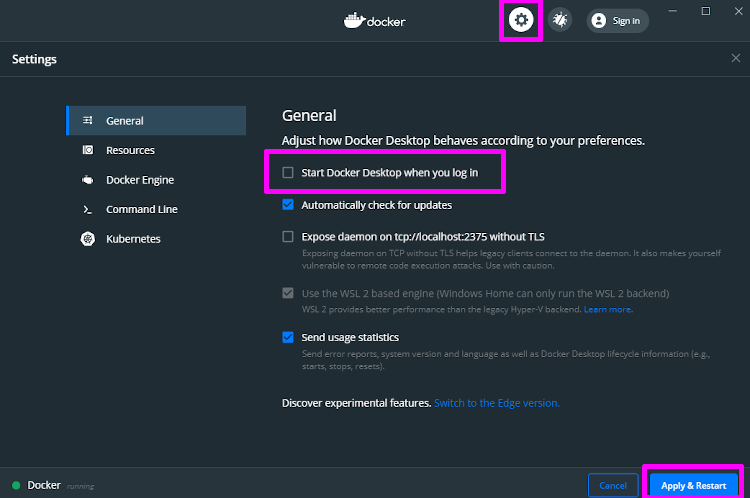 docker
Sign in
Settings
General
Resources
Docker Engine
Command Line
Kubernetes
General
Adjust how Docker Desktop behaves according to your preferences.
Start Docker Desktop when you log in
Automatically check for updates
Expose daemon on tcp://localhost:2375 without TLS
Exposing daemon on TCP without TLS helps legacy clients connect to the daemon. It also makes yourself
vulnerable to remote code execution attacks. Use with caution.
Use the WSL 2 based engine (Windows Home can only run the WSL 2 backend)
WSL 2 provides better performance than the legacy Hyper-V backend. Learn more.
Send usage statistics
Send error reports, system version and language as well as Docker Desktop lifecycle information (e.g.,
starts, stops, resets).
Discover experimental features. Switch to the Edge version.
Docker running
Cancel
Apply & Restart